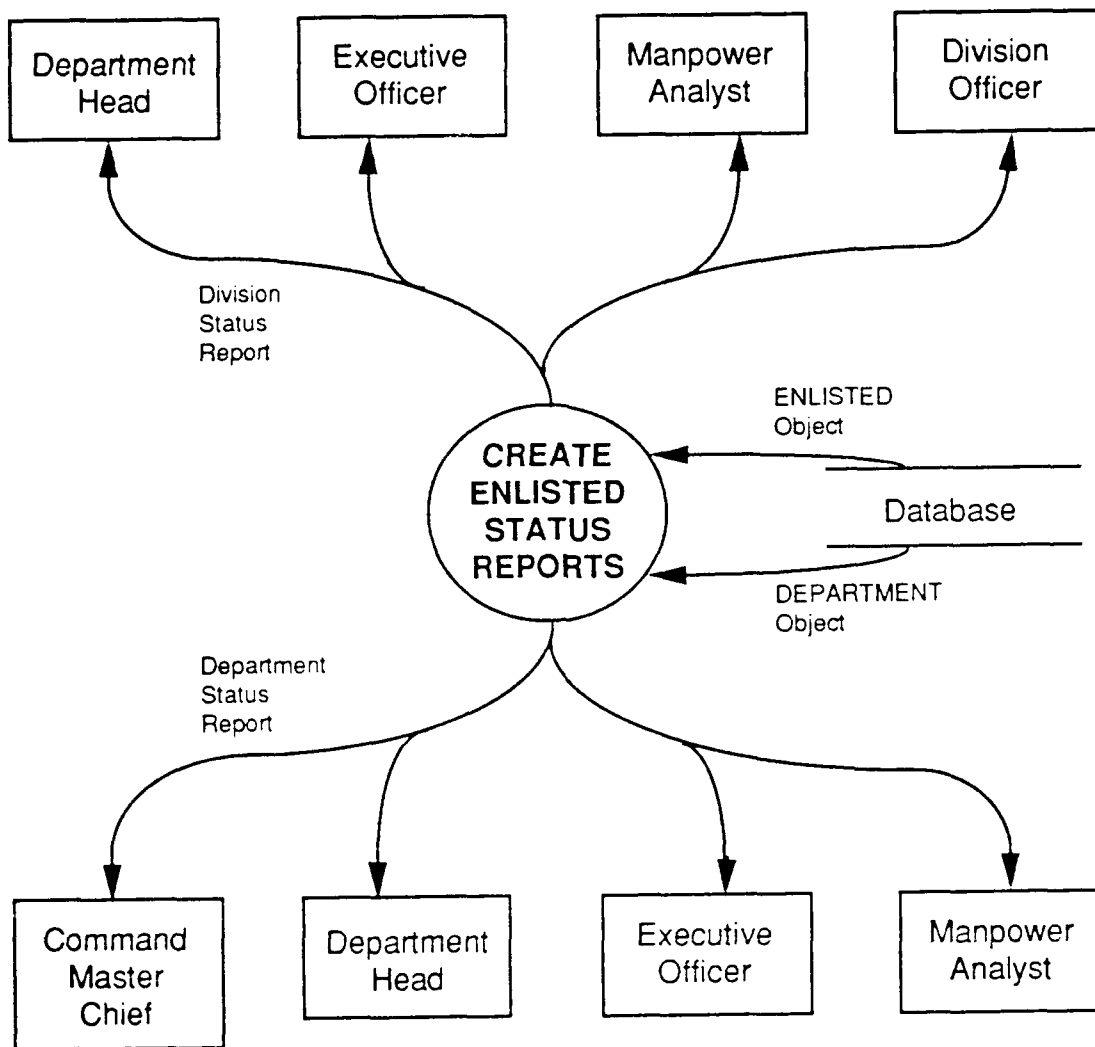 Department
Head
Executive
Officer
Manpower
Analyst
Division
Officer
Division
Status
Report
ENLISTED
Object
CREATE
ENLISTED
STATUS
REPORTS
Database
DEPARTMENT
Object
Department
Status
Report
Command
Master
Chief
Department
Head
Executive
Officer
Manpower
Analyst